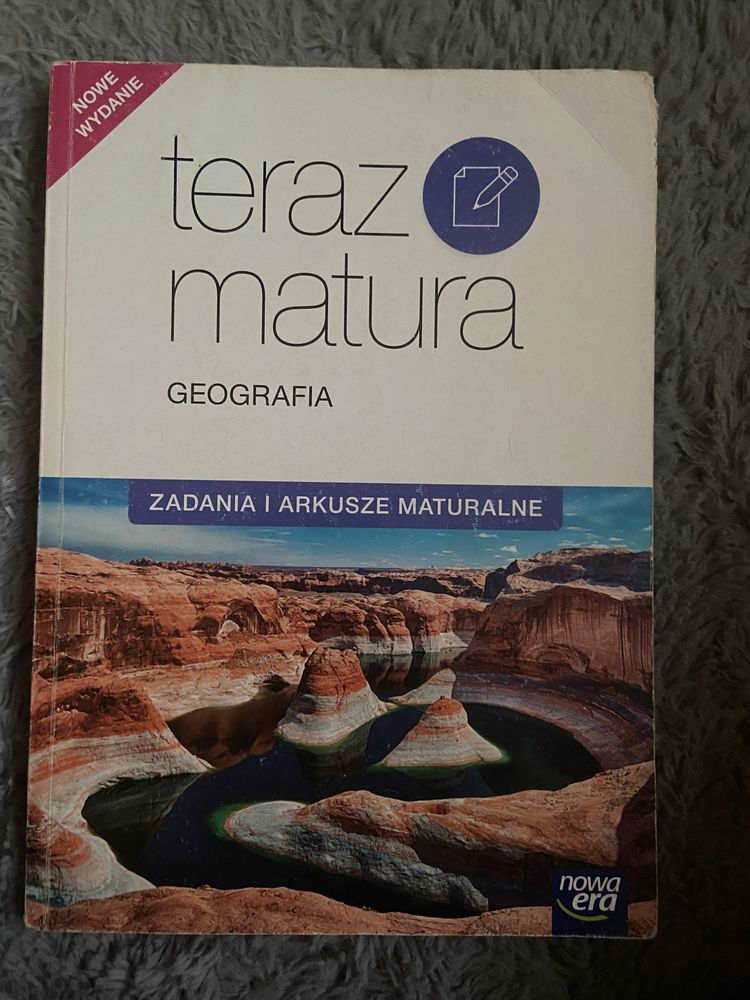 NOWE
WYDANIE
teraz
matura
GEOGRAFIA
ZADANIA I ARKUSZE MATURALNE
nowa
era